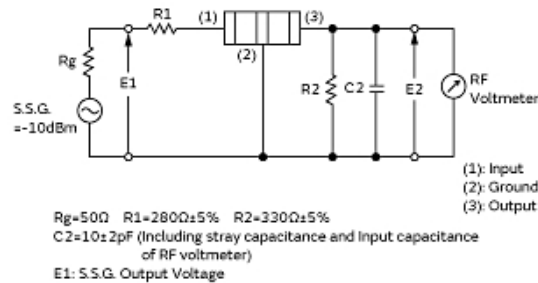 R1
(1)
(3)
Rg
(2)
E1
R2
C2
E2
RF
Voltmeter
S.S.G.
=-10dBm
(1): Input
(2): Ground
(3): Output
Rg=50Ω R1=280Ω±5% R2=330Ω±5%
C2=10±2pF (Including stray capacitance and Input capacitance
of RF voltmeter)
E1: S.S.G. Output Voltage